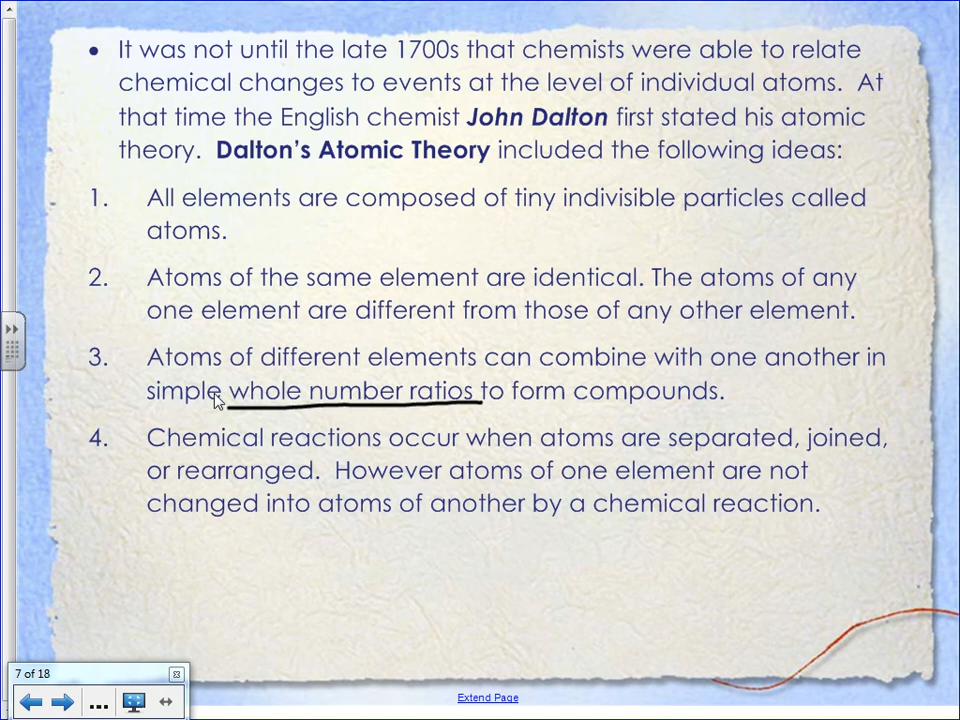 • It was not until the late 1700s that chemists were able to relate
chemical changes to events at the level of individual atoms.  At
that time the English chemist John Dalton first stated his atomic
theory.  Dalton's Atomic Theory included the following ideas:
1. All elements are composed of tiny indivisible particles called
atoms.
2. Atoms of the same element are identical. The atoms of any
one element are different from those of any other element.
3. Atoms of different elements can combine with one another in
simple whole number ratios to form compounds.
4. Chemical reactions occur when atoms are separated, joined,
or rearranged.  However atoms of one element are not
changed into atoms of another by a chemical reaction.
7 of 18
...
Extend Page